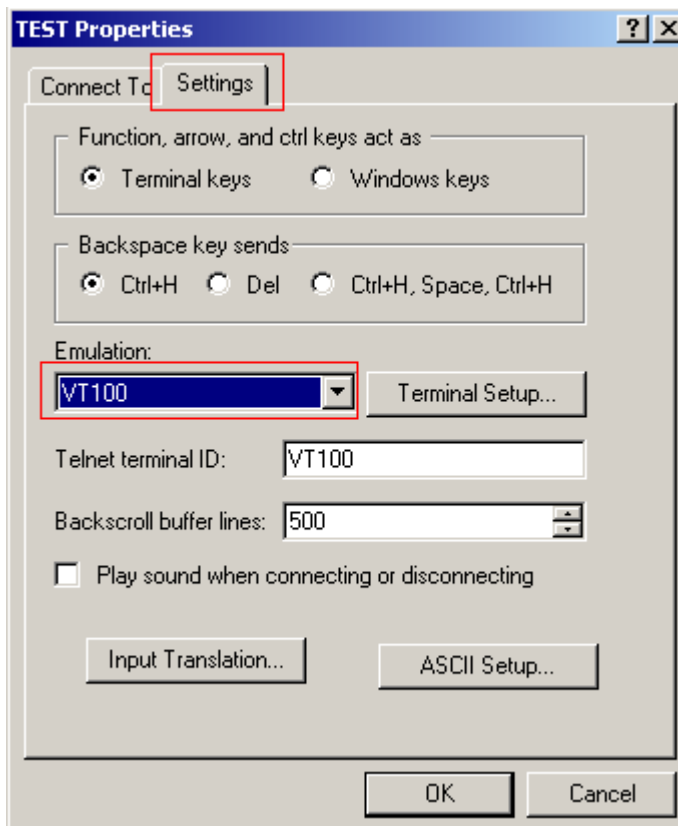 TEST Properties
Connect To Settings
Function, arrow, and ctrl keys act as
Terminal keys Windows keys
Backspace key sends
Ctrl+H Del Ctrl+H, Space, Ctrl+H
Emulation:
VT100 Terminal Setup...
Telnet terminal ID: VT100
Backscroll buffer lines: 500
Play sound when connecting or disconnecting
Input Translation... ASCII Setup...
OK Cancel